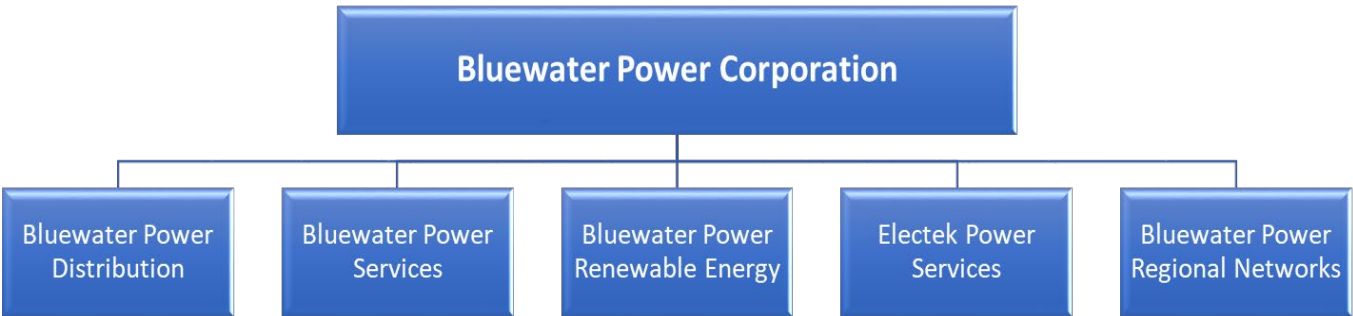 Bluewater Power Corporation
Bluewater Power
Distribution
Bluewater Power
Services
Bluewater Power
Renewable Energy
Electek Power
Services
Bluewater Power
Regional Networks